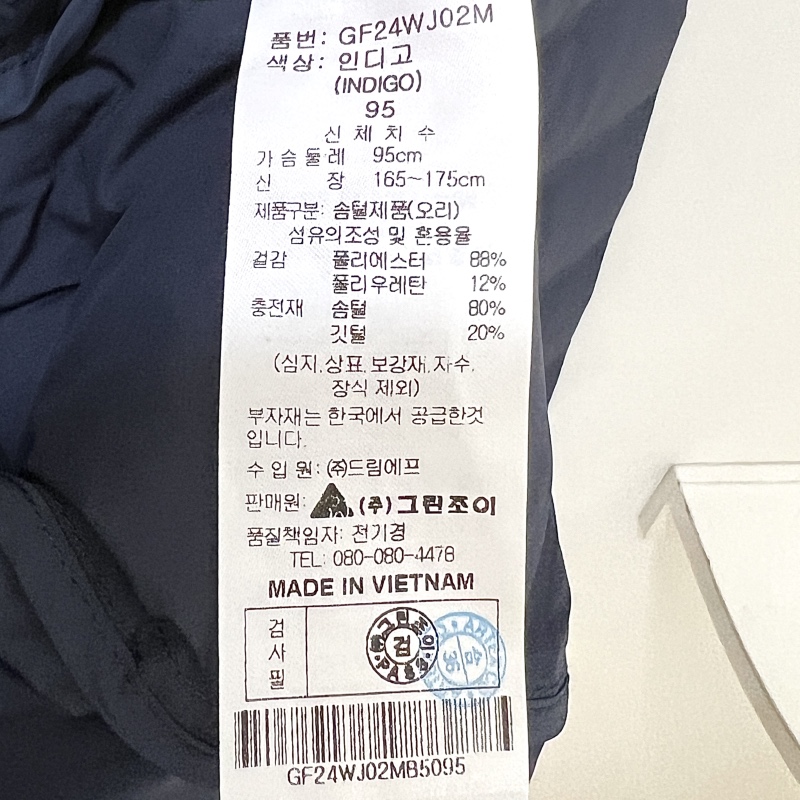 품번: GF24WJ02M
색상: 인디고
(INDIGO)
95
신 체 치 수
가슴둘레 95cm
신 장 165~175cm
제품구분: 솜털제품(오리)
섬유의조성 및 혼용율
겉감 폴리에스터 88%
폴리우레탄 12%
충전재 솜털 80%
깃털 20%
(심지.상표.보강재.자수.
장식 제외)
부자재는 한국에서 공급한것
입니다.
수 입 원: (주)드림에프
판매원: (주)그린조이
품질책임자: 전기경
TEL: 080-080-4478
MADE IN VIETNAM
검
사
필
그린조이
검
PASS
GF24WJ02MB5095